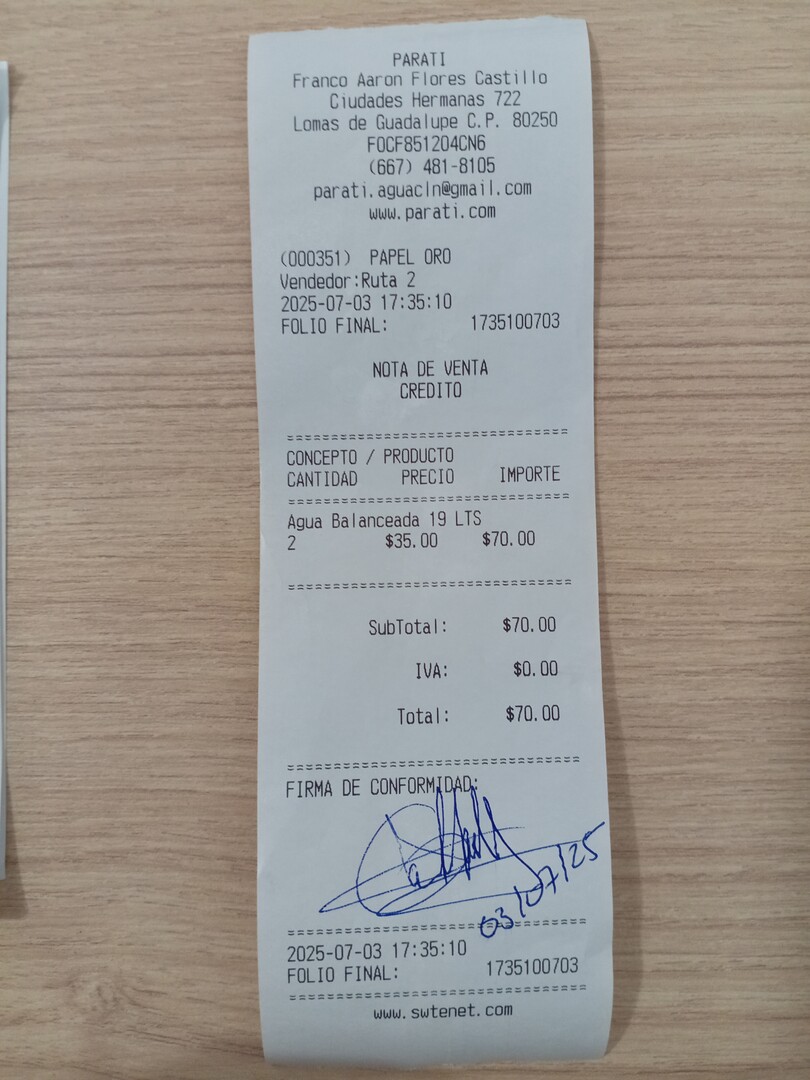 PARATI
Franco Aaron Flores Castillo
Ciudades Hermanas 722
Lomas de Guadalupe C.P. 80250
FOCF851204CN6
(667) 481-8105
parati.aguacln@gmail.com
www.parati.com
(000351) PAPEL ORO
Vendedor:Ruta 2
2025-07-03 17:35:10
FOLIO FINAL: 1735100703
NOTA DE VENTA
CREDITO
================================
CONCEPTO / PRODUCTO
CANTIDAD PRECIO IMPORTE
================================
Agua Balanceada 19 LTS
2 $35.00 $70.00
================================
SubTotal: $70.00
IVA: $0.00
Total: $70.00
================================
FIRMA DE CONFORMIDAD:
03/07/25
================================
2025-07-03 17:35:10
FOLIO FINAL: 1735100703
================================
www.swtenet.com